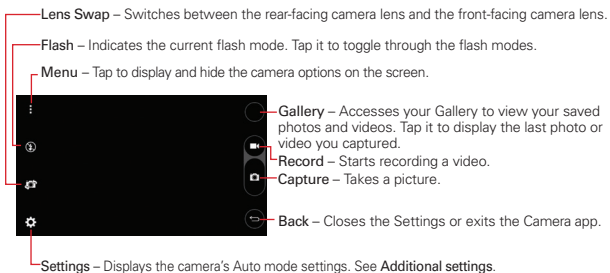 Lens Swap – Switches between the rear-facing camera lens and the front-facing camera lens.
Flash – Indicates the current flash mode. Tap it to toggle through the flash modes.
Menu – Tap to display and hide the camera options on the screen.
Gallery – Accesses your Gallery to view your saved
photos and videos. Tap it to display the last photo or
video you captured.
Record – Starts recording a video.
Capture – Takes a picture.
Back – Closes the Settings or exits the Camera app.
Settings – Displays the camera's Auto mode settings. See Additional settings.